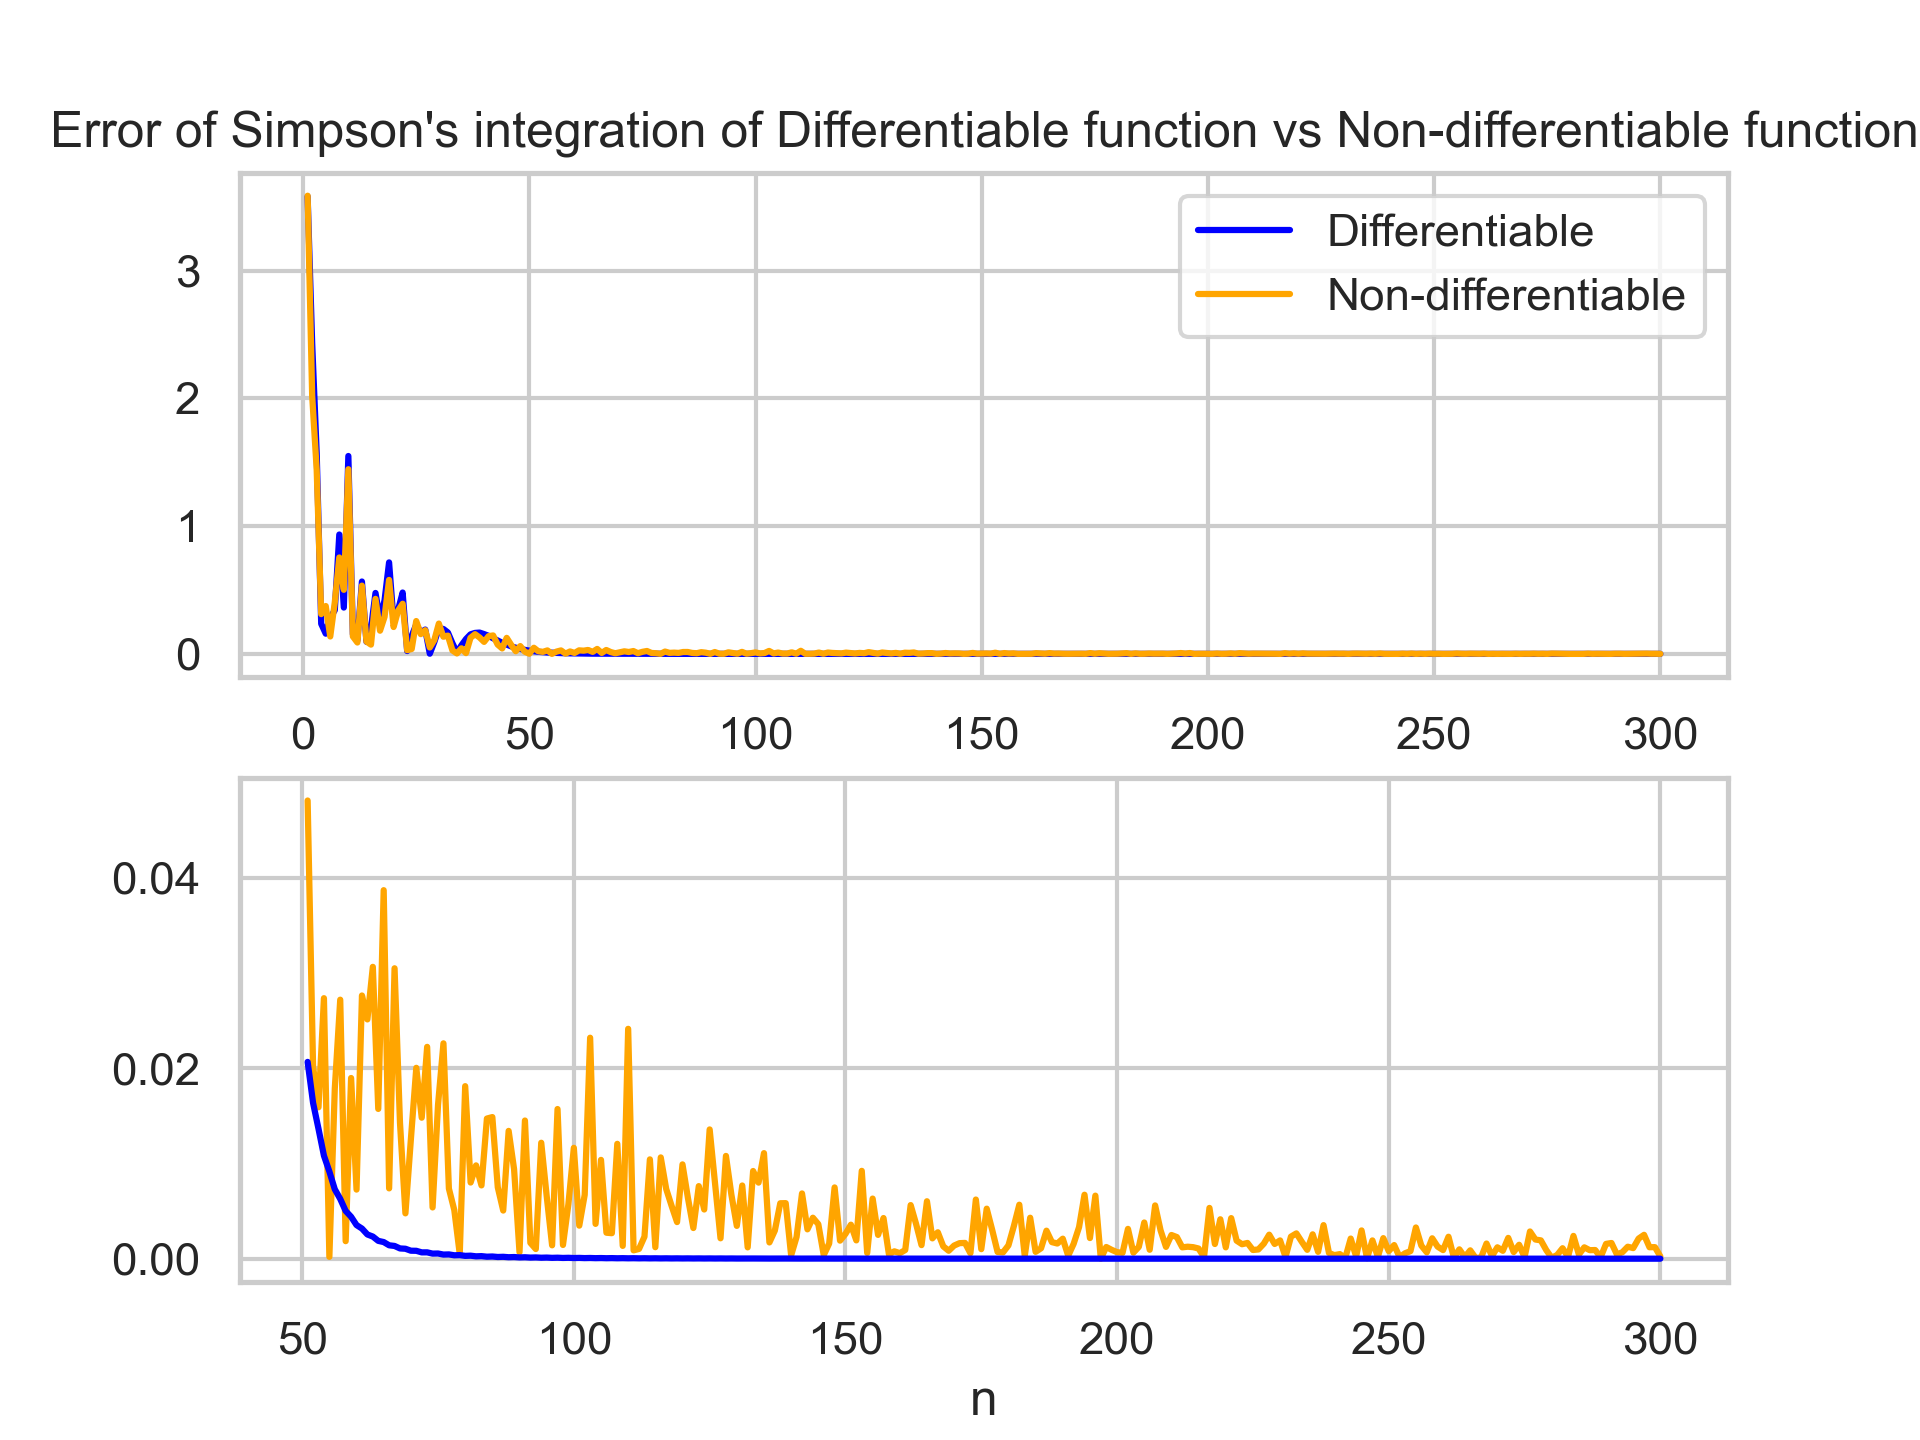 Error of Simpson's integration of Differentiable function vs Non-differentiable function
Differentiable
Non-differentiable
3
2
1
0
0 50 100 150 200 250 300
0.04
0.02
0.00
50 100 150 200 250 300
n